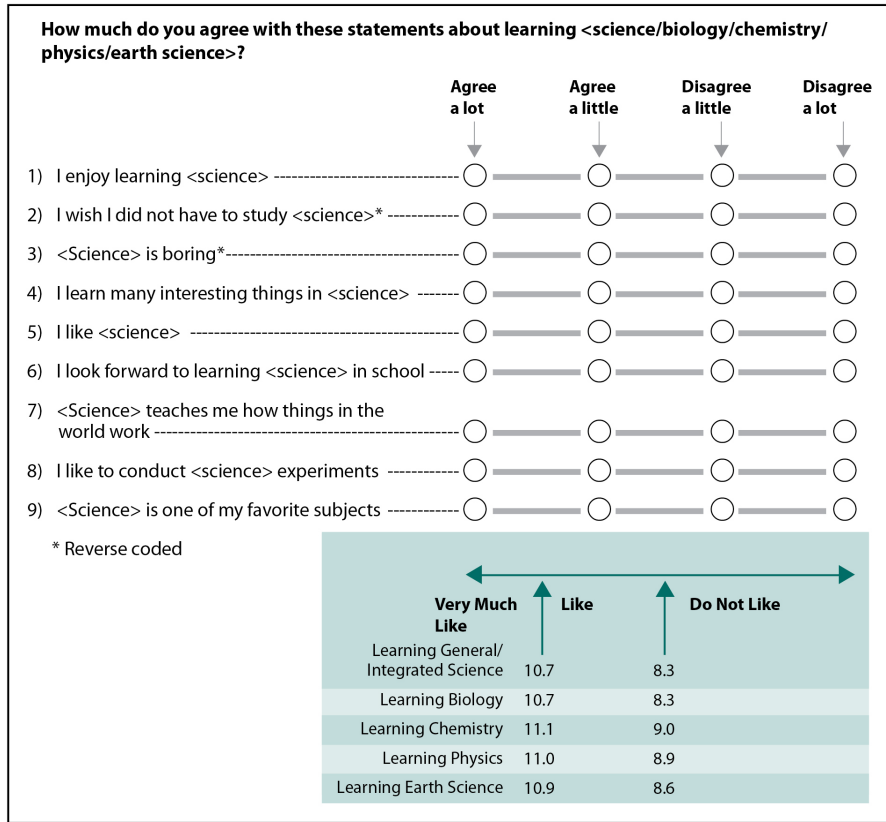 How much do you agree with these statements about learning <science/biology/chemistry/
physics/earth science>?
Agree a lot
Agree a little
Disagree a little
Disagree a lot
1) I enjoy learning <science>
2) I wish I did not have to study <science>*
3) <Science> is boring*
4) I learn many interesting things in <science>
5) I like <science>
6) I look forward to learning <science> in school
7) <Science> teaches me how things in the
world work
8) I like to conduct <science> experiments
9) <Science> is one of my favorite subjects
* Reverse coded
Very Much Like
Like
Do Not Like
Learning General/
Integrated Science 10.7 8.3
Learning Biology 10.7 8.3
Learning Chemistry 11.1 9.0
Learning Physics 11.0 8.9
Learning Earth Science 10.9 8.6